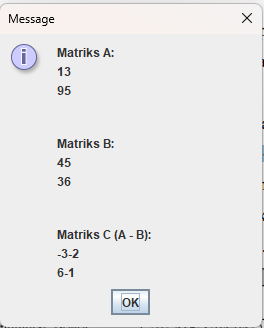 Message
Matriks A:
13
95
Matriks B:
45
36
Matriks C (A - B):
-3-2
6-1
OK